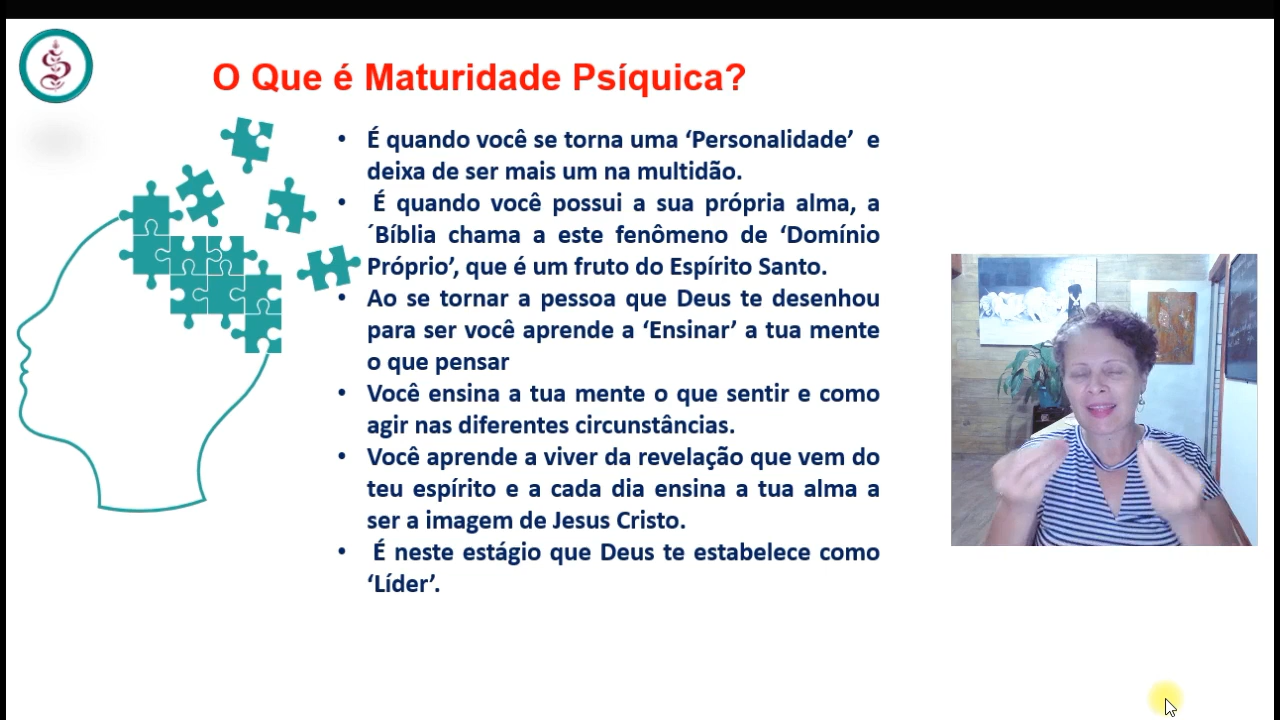 O Que é Maturidade Psíquica?
• É quando você se torna uma ‘Personalidade’ e
deixa de ser mais um na multidão.
• É quando você possui a sua própria alma, a
´Bíblia chama a este fenômeno de ‘Domínio
Próprio’, que é um fruto do Espírito Santo.
• Ao se tornar a pessoa que Deus te desenhou
para ser você aprende a ‘Ensinar’ a tua mente
o que pensar
• Você ensina a tua mente o que sentir e como
agir nas diferentes circunstâncias.
• Você aprende a viver da revelação que vem do
teu espírito e a cada dia ensina a tua alma a
ser a imagem de Jesus Cristo.
• É neste estágio que Deus te estabelece como
‘Líder’.